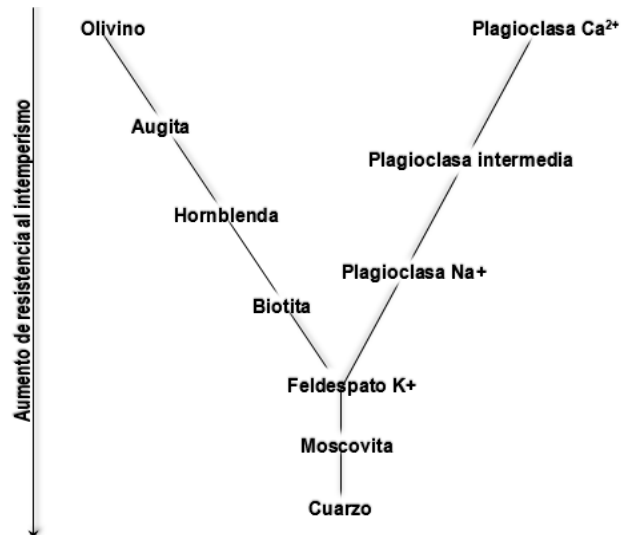 Olivino
Plagioclasa Ca²⁺
Augita
Plagioclasa intermedia
Hornblenda
Plagioclasa Na+
Biotita
Feldespato K+
Moscovita
Cuarzo
Aumento de resistencia al intemperismo